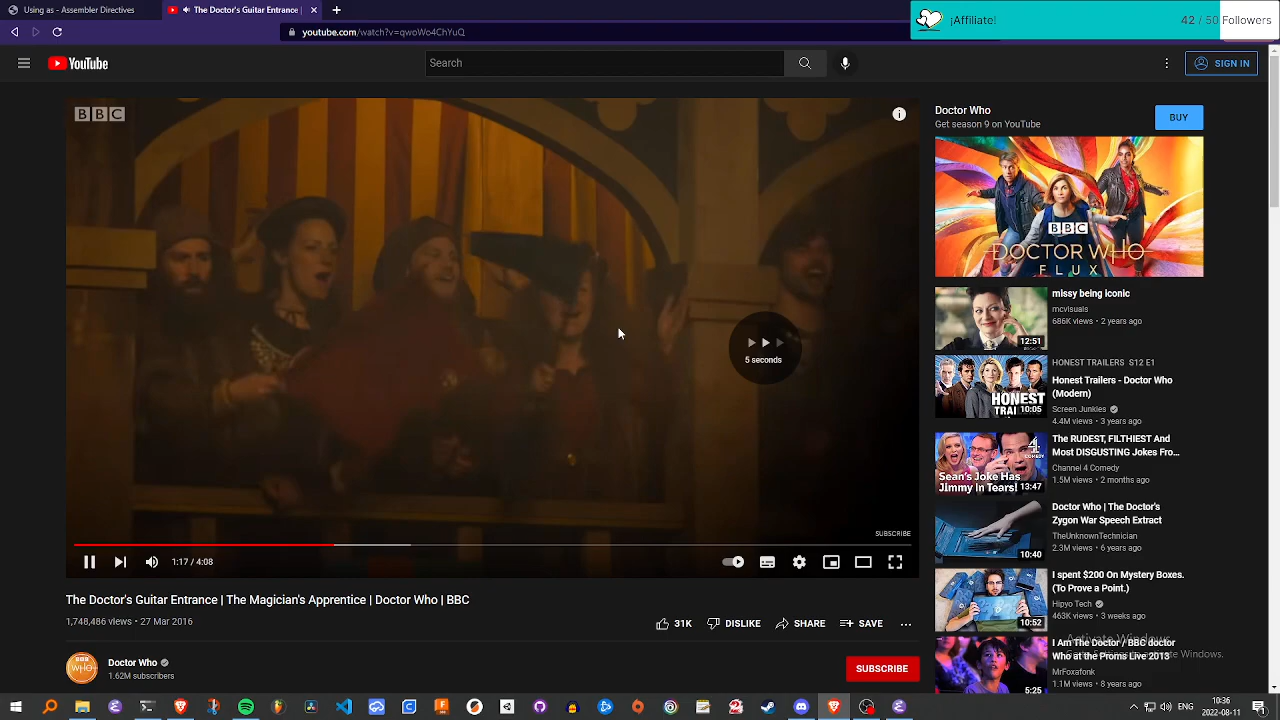 Using as - Assembler Directives
The Doctor's Guitar Entrance |
¡Affiliate!
42 / 50 Followers
youtube.com/watch?v=qwoWo4ChYuQ
YouTube
Search
SIGN IN
BBC
5 seconds
SUBSCRIBE
1:17 / 4:08
The Doctor's Guitar Entrance | The Magician's Apprentice | Doctor Who | BBC
1,748,486 views • 27 Mar 2016
31K
DISLIKE
SHARE
SAVE
Doctor Who
1.62M subscribers
SUBSCRIBE
Doctor Who
Get season 9 on YouTube
BUY
BBC
DOCTOR WHO
FLUX
missy being iconic
mcvisuals
686K views • 2 years ago
12:51
HONEST TRAILERS S12 E1
Honest Trailers - Doctor Who
(Modern)
Screen Junkies
4.4M views • 3 years ago
HONEST
10:05
The RUDEST, FILTHIEST And
Most DISGUSTING Jokes Fro...
Channel 4 Comedy
1.5M views • 2 months ago
4
COMEDY
Sean's Joke Has
Jimmy in Tears!
13:47
Doctor Who | The Doctor's
Zygon War Speech Extract
TheUnknownTechnician
2.3M views • 6 years ago
10:40
I spent $200 On Mystery Boxes.
(To Prove a Point.)
Hipyo Tech
463K views • 3 weeks ago
10:52
I Am The Doctor / BBC doctor
Who at the Proms Live 2013
MrFoxafonk
1.1M views • 8 years ago
5:25
Activate Windows
10:36
2022-08-11